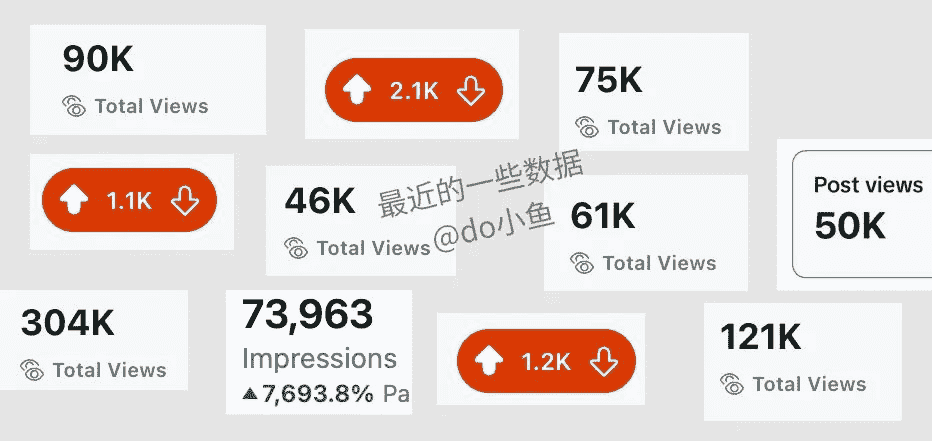 90K
Total Views
2.1K
75K
Total Views
1.1K
46K
Total Views
最近的一些数据
@do小鱼
61K
Total Views
Post views
50K
304K
Total Views
73,963
Impressions
▲7,693.8% Pa
1.2K
121K
Total Views